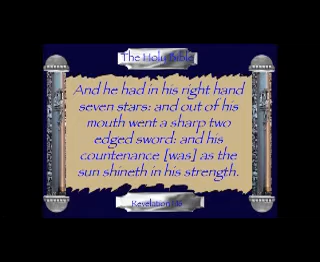 The Holy Bible
And he had in his right hand
seven stars: and out of his
mouth went a sharp two
edged sword: and his
countenance [was] as the
sun shineth in his strength.
Revelation